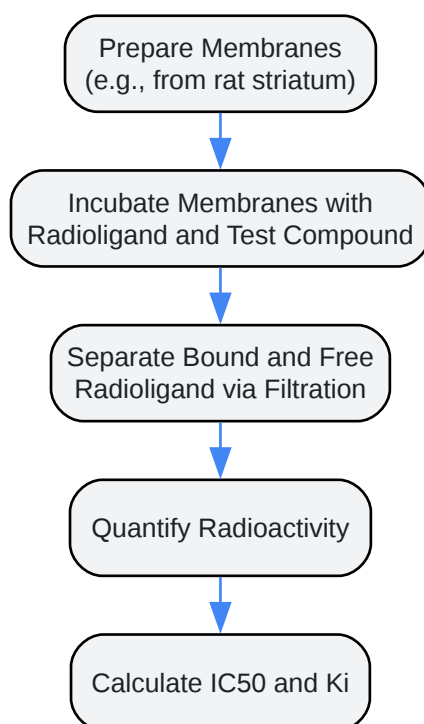 Prepare Membranes
(e.g., from rat striatum)
Incubate Membranes with
Radioligand and Test Compound
Separate Bound and Free
Radioligand via Filtration
Quantify Radioactivity
Calculate IC50 and Ki